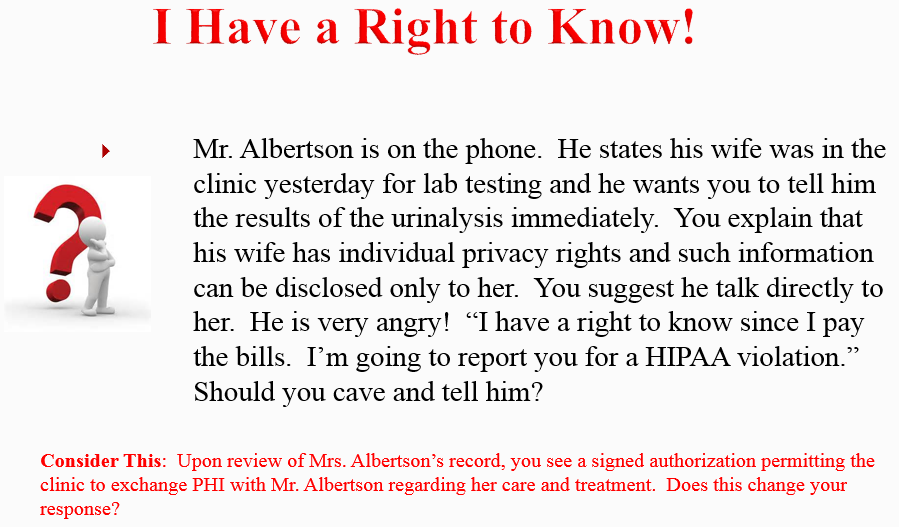 I Have a Right to Know!
Mr. Albertson is on the phone.  He states his wife was in the
clinic yesterday for lab testing and he wants you to tell him
the results of the urinalysis immediately.  You explain that
his wife has individual privacy rights and such information
can be disclosed only to her.  You suggest he talk directly to
her.  He is very angry!  “I have a right to know since I pay
the bills.  I’m going to report you for a HIPAA violation.”
Should you cave and tell him?
Consider This:  Upon review of Mrs. Albertson’s record, you see a signed authorization permitting the
clinic to exchange PHI with Mr. Albertson regarding her care and treatment.  Does this change your
response?